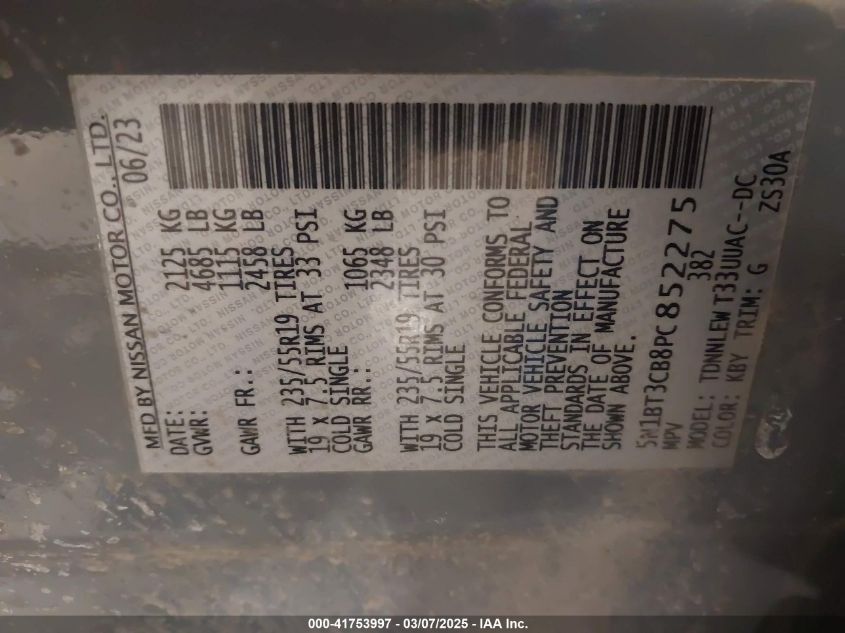 MFD BY NISSAN MOTOR CO., LTD.
DATE: 06/23
GVWR: 2125 KG
4685 LB
GAWR FR.: 1115 KG
2458 LB
WITH 235/55R19 TIRES
19 X 7.5 RIMS AT 33 PSI
COLD SINGLE
GAWR RR.: 1065 KG
2348 LB
WITH 235/55R19 TIRES
19 X 7.5 RIMS AT 30 PSI
COLD SINGLE
THIS VEHICLE CONFORMS TO
ALL APPLICABLE FEDERAL
MOTOR VEHICLE SAFETY AND
THEFT PREVENTION
STANDARDS IN EFFECT ON
THE DATE OF MANUFACTURE
SHOWN ABOVE.
5N1BT3CB8PC852275
MPV 382
MODEL: TDNNLEW T33UUAC--DC
COLOR: KBY TRIM: G ZS30A
000-41753997 - 03/07/2025 - IAA Inc.